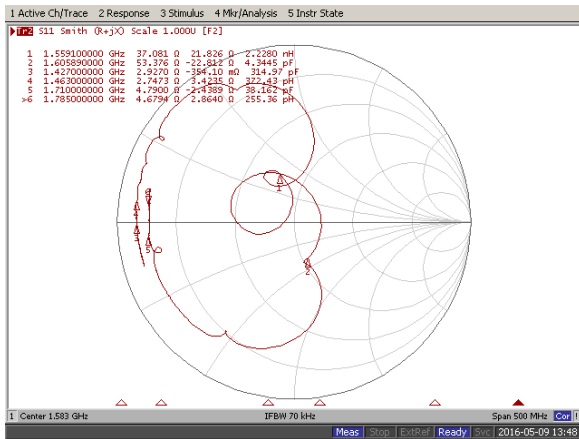 1 Active Ch/Trace 2 Response 3 Stimulus 4 Mkr/Analysis 5 Instr State
Tr2 S11 Smith (R+jX) Scale 1.000U [F2]
1 1.559100000 GHz 37.081 Ω 21.826 Ω 2.2280 nH
2 1.605890000 GHz 53.376 Ω -22.812 Ω 4.3445 pF
3 1.427000000 GHz 2.9270 Ω -354.10 mΩ 314.97 pF
4 1.463000000 GHz 2.7473 Ω 3.4235 Ω 372.43 pH
5 1.710000000 GHz 4.7900 Ω -2.4389 Ω 38.162 pF
>6 1.785000000 GHz 4.6794 Ω 2.8640 Ω 255.36 pH
1
2
4
3
5
1 Center 1.583 GHz IFBW 70 kHz Span 500 MHz Cor !
Meas Stop ExtRef Ready Svc 2016-05-09 13:48